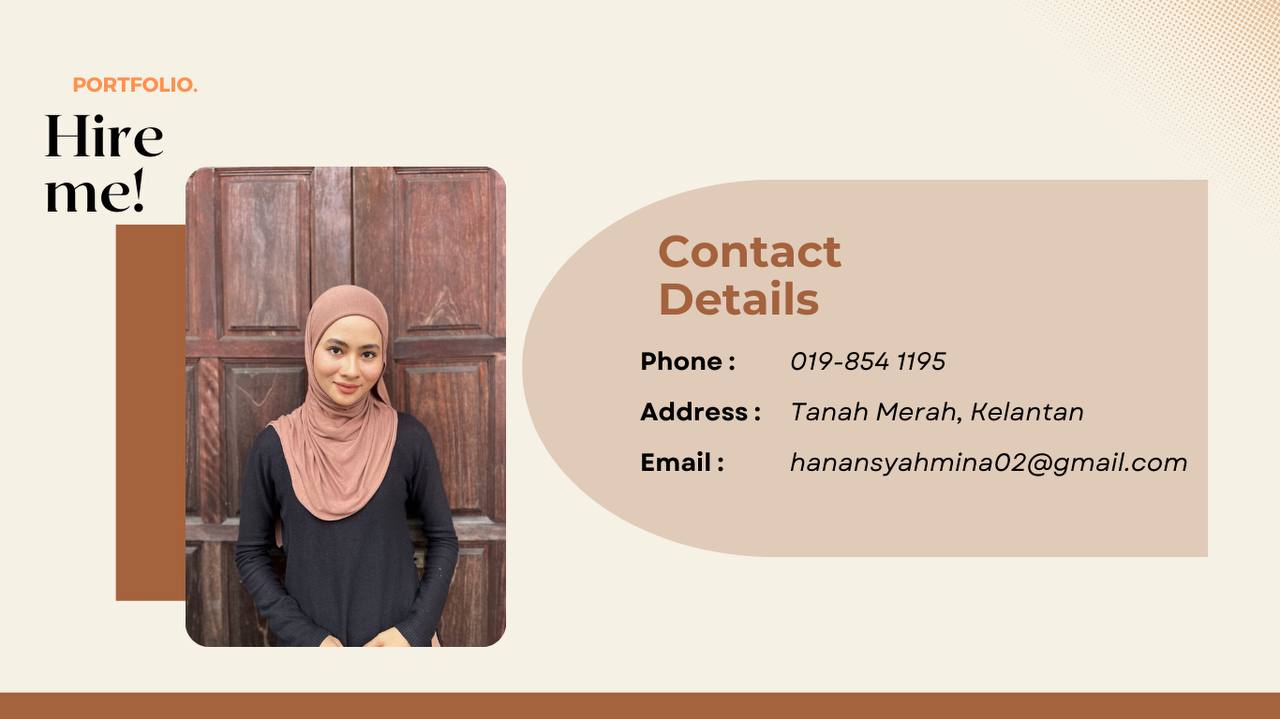 PORTFOLIO.
Hire
me!
Contact
Details
Phone : 019-854 1195
Address : Tanah Merah, Kelantan
Email : hanansyahmina02@gmail.com